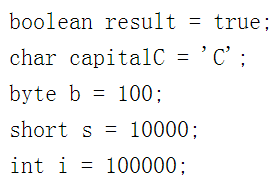 boolean result = true;
char capitalC = 'C';
byte b = 100;
short s = 10000;
int i = 100000;